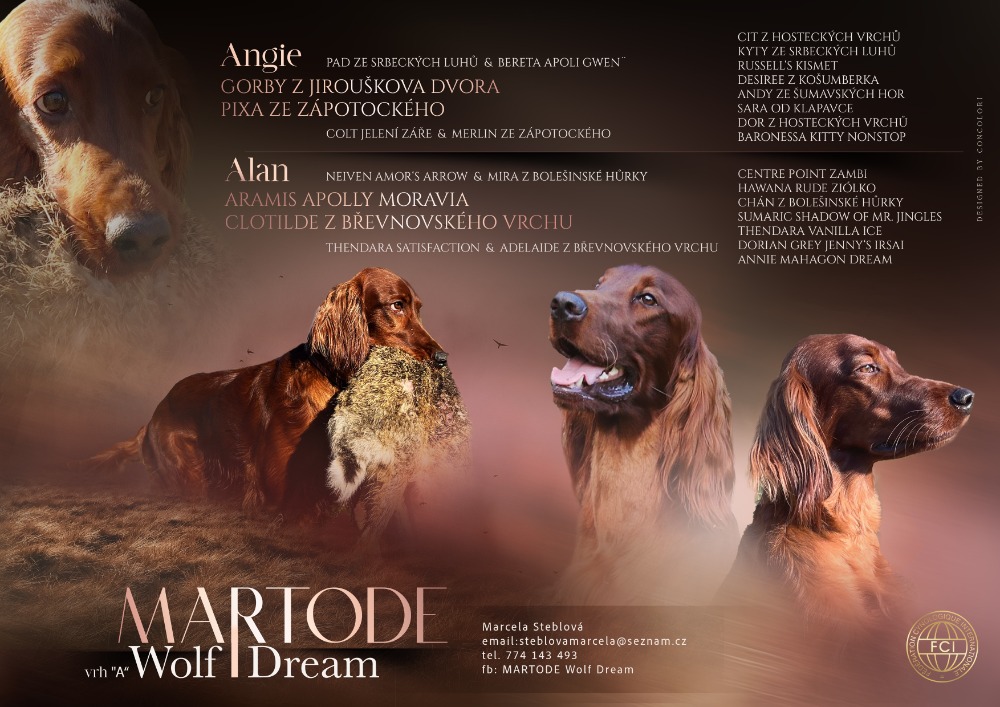 Angie PAD ZE SRBECKÝCH LUHŮ & BERETA APOLI GWEN¨
GORBY Z JIROUŠKOVA DVORA
PIXA ZE ZÁPOTOCKÉHO
COLT JELENÍ ZÁŘE & MERLIN ZE ZÁPOTOCKÉHO
CIT Z HOSTECKÝCH VRCHŮ
KYTY ZE SRBECKÝCH LUHŮ
RUSSELL'S KISMET
DESIREE Z KOŠUMBERKA
ANDY ZE ŠUMAVSKÝCH HOR
SARA OD KLAPAVCE
DOR Z HOSTECKÝCH VRCHŮ
BARONESSA KITTY NONSTOP
Alan NEIVEN AMOR'S ARROW & MIRA Z BOLEŠINSKÉ HŮRKY
ARAMIS APOLLY MORAVIA
CLOTILDE Z BŘEVNOVSKÉHO VRCHU
THENDARA SATISFACTION & ADELAIDE Z BŘEVNOVSKÉHO VRCHU
CENTRE POINT ZAMBI
HAWANA RUDE ZIÓLKO
CHÁN Z BOLEŠINSKÉ HŮRKY
SUMARIC SHADOW OF MR. JINGLES
THENDARA VANILLA ICE
DORIAN GREY JENNY'S IRSAI
ANNIE MAHAGON DREAM
DESIGNED BY CONCOLORI
MARTODE
vrh "A" Wolf Dream
Marcela Steblová
email:steblovamarcela@seznam.cz
tel. 774 143 493
fb: MARTODE Wolf Dream
FEDERATION CYNOLOGIQUE INTERNATIONALE
FCI